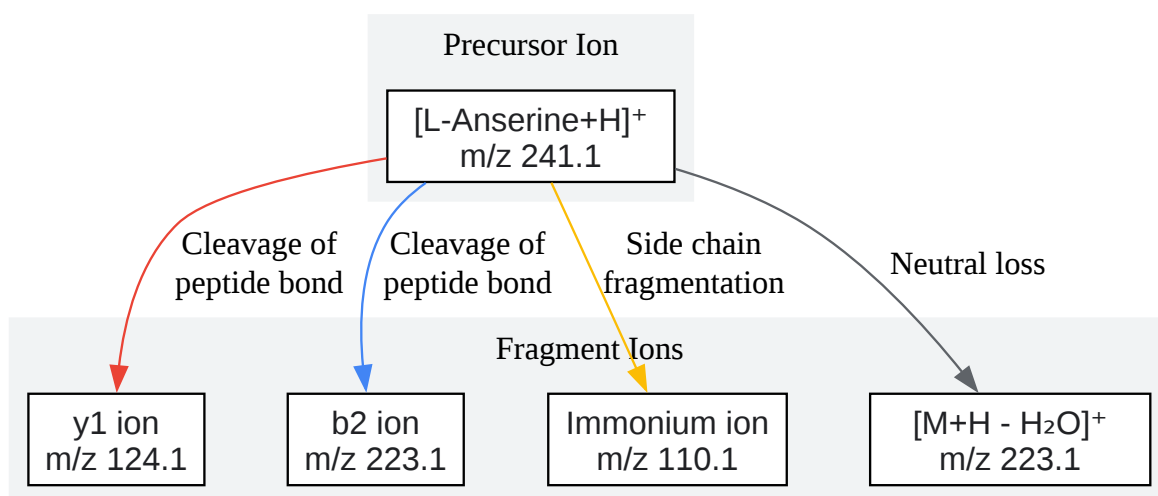 Precursor Ion
[L-Anserine+H]⁺
m/z 241.1
Cleavage of
peptide bond
Cleavage of
peptide bond
Side chain
fragmentation
Neutral loss
Fragment Ions
y1 ion
m/z 124.1
b2 ion
m/z 223.1
Immonium ion
m/z 110.1
[M+H - H₂O]⁺
m/z 223.1